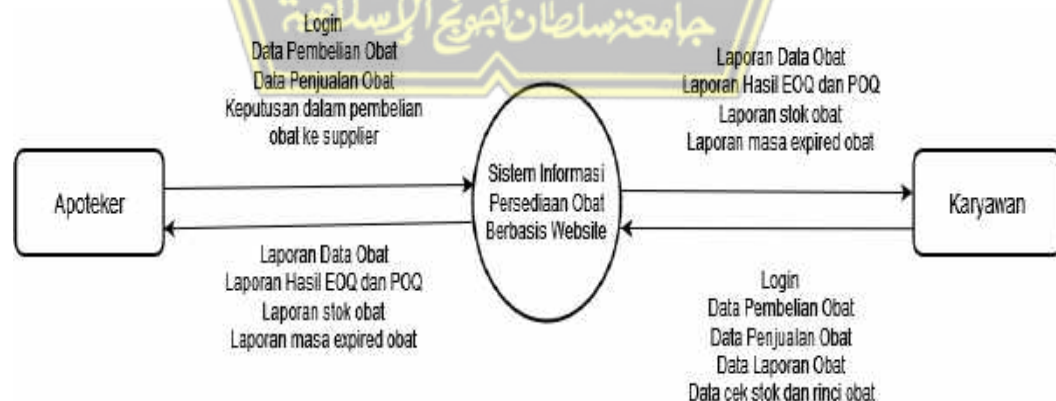 جامعننسلطان أجونج الإسلامية
Login
Data Pembelian Obat
Data Penjualan Obat
Keputusan dalam pembelian
obat ke supplier
Laporan Data Obat
Laporan Hasil EOQ dan POQ
Laporan stok obat
Laporan masa expired obat
Apoteker
Sistem Informasi
Persediaan Obat
Berbasis Website
Karyawan
Laporan Data Obat
Laporan Hasil EOQ dan POQ
Laporan stok obat
Laporan masa expired obat
Login
Data Pembelian Obat
Data Penjualan Obat
Data Laporan Obat
Data cek stok dan rinci obat